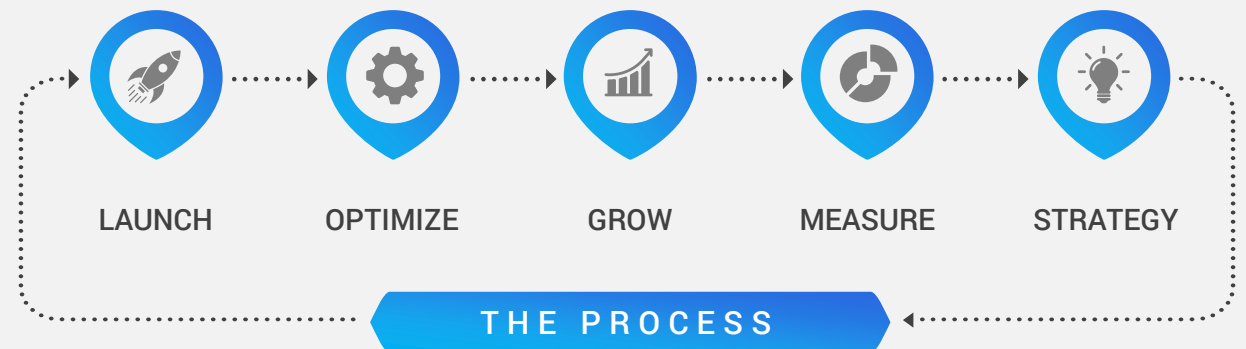 LAUNCH
OPTIMIZE
GROW
MEASURE
STRATEGY
THE PROCESS